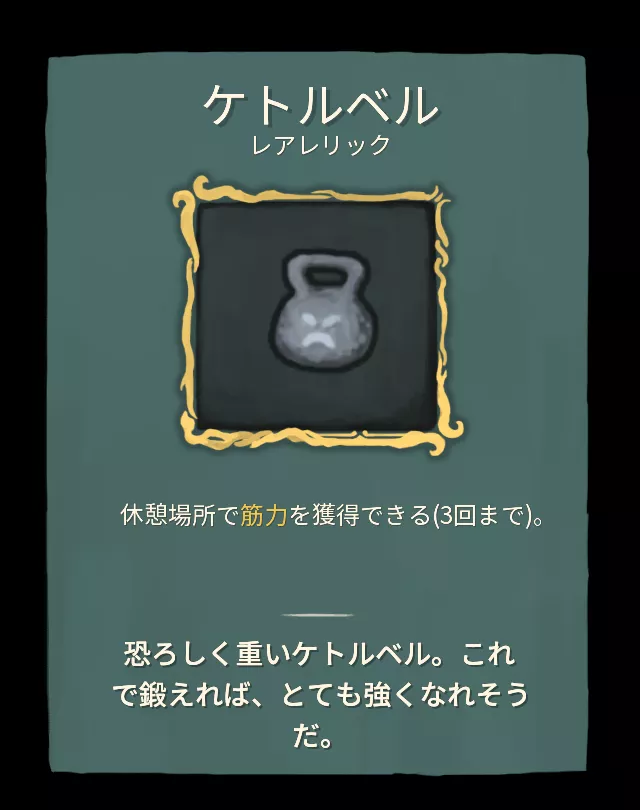 ケトルベル
レアレリック
休憩場所で筋力を獲得できる(3回まで)。
恐ろしく重いケトルベル。これ
で鍛えれば、とても強くなれそう
だ。